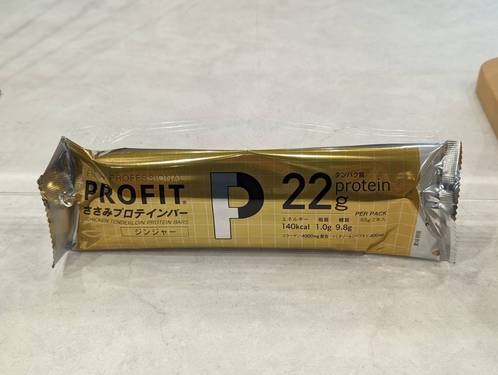 PROFESSIONAL
PROFIT®
ささみプロテインバー
CHICKEN TENDERLOIN PROTEIN BARS
ジンジャー
P
22g
タンパク質
protein
PER PACK
エネルギー 脂質 糖質
140kcal 1.0g 9.8g